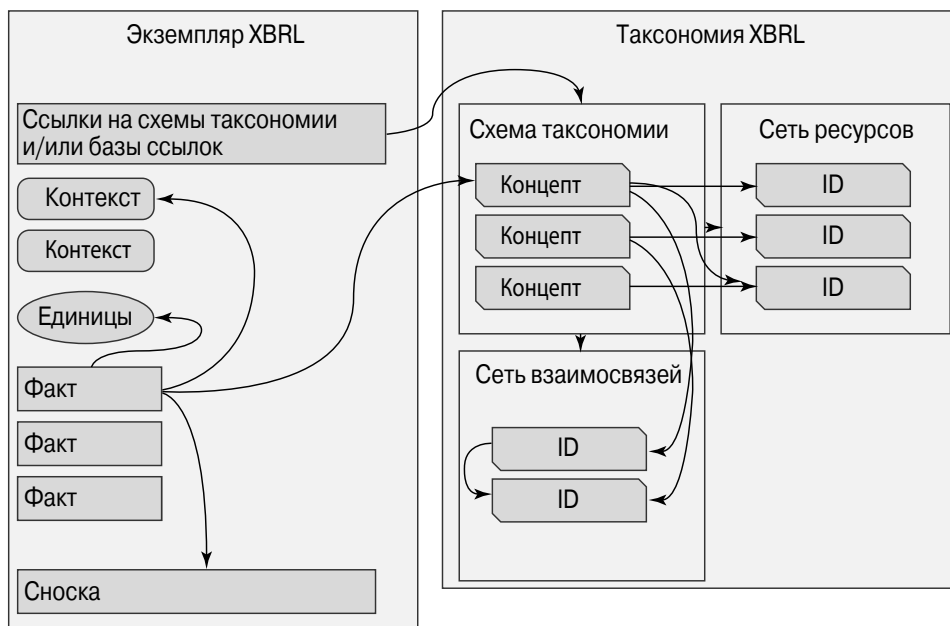 Экземпляр XBRL
Ссылки на схемы таксономии
и/или базы ссылок
Контекст
Контекст
Единицы
Факт
Факт
Факт
Сноска
Таксономия XBRL
Схема таксономии
Концепт
Концепт
Концепт
Сеть ресурсов
ID
ID
ID
Сеть взаимосвязей
ID
ID